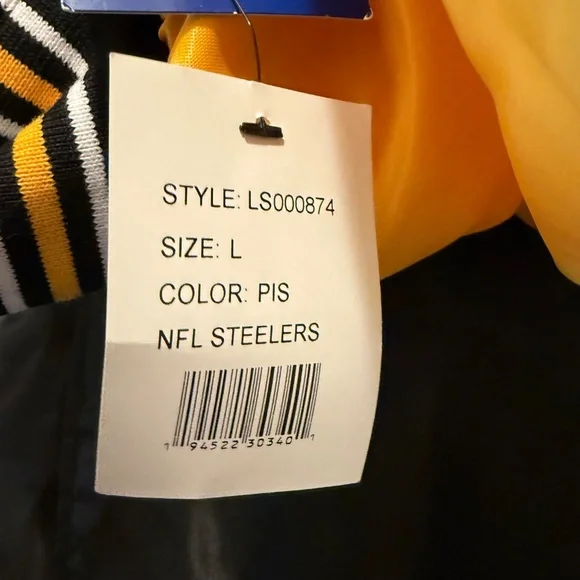 STYLE: LS000874
SIZE: L
COLOR: PIS
NFL STEELERS
1 94522 30340 1